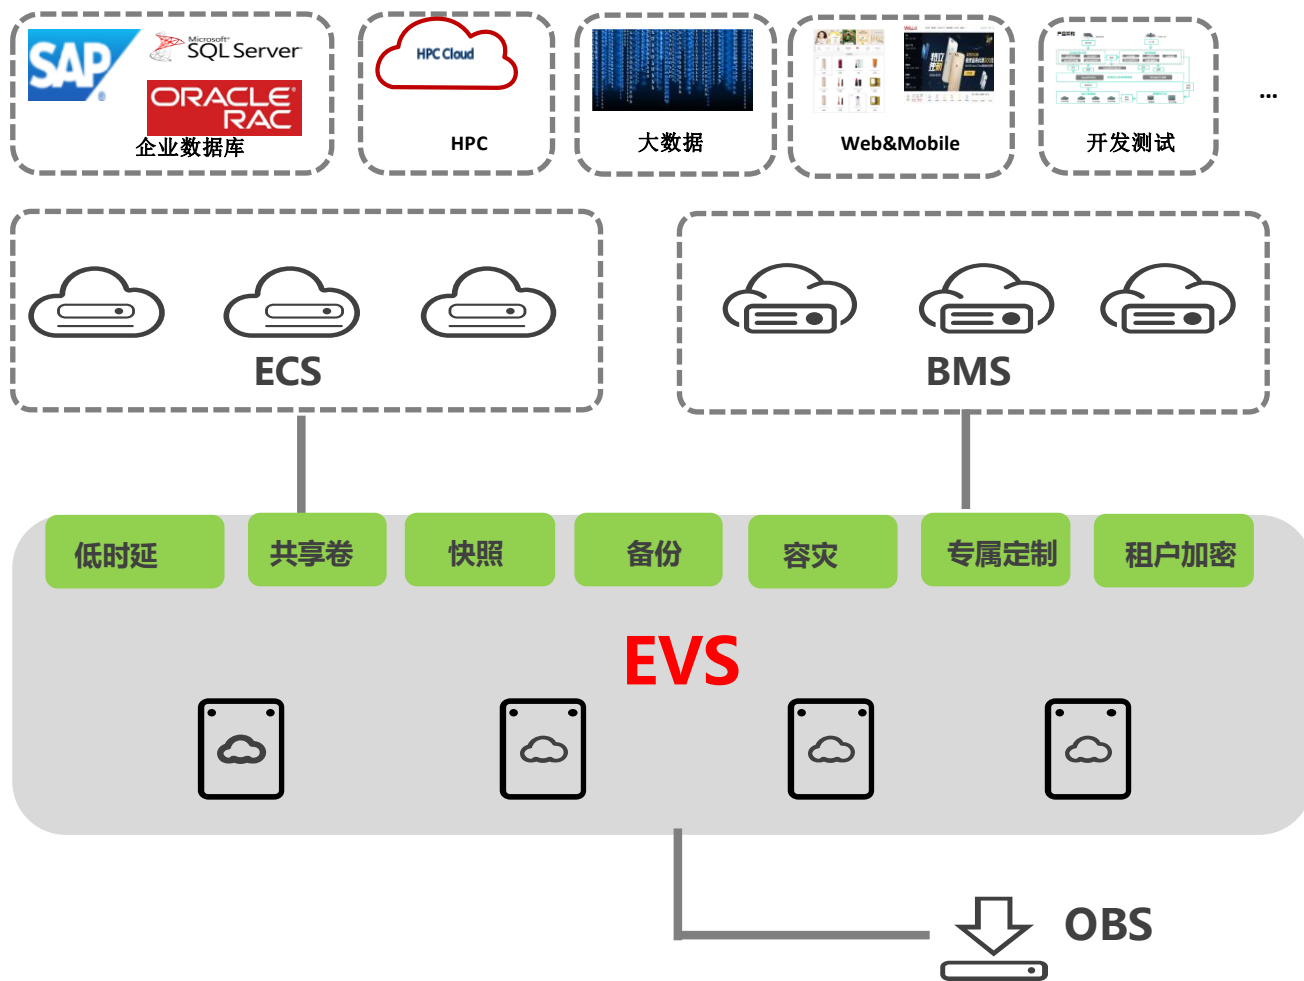 SAP
Microsoft
SQL Server
ORACLE
RAC
企业数据库
HPC Cloud
HPC
大数据
Web&Mobile
开发测试
...
ECS
BMS
低时延
共享卷
快照
备份
容灾
专属定制
租户加密
EVS
OBS